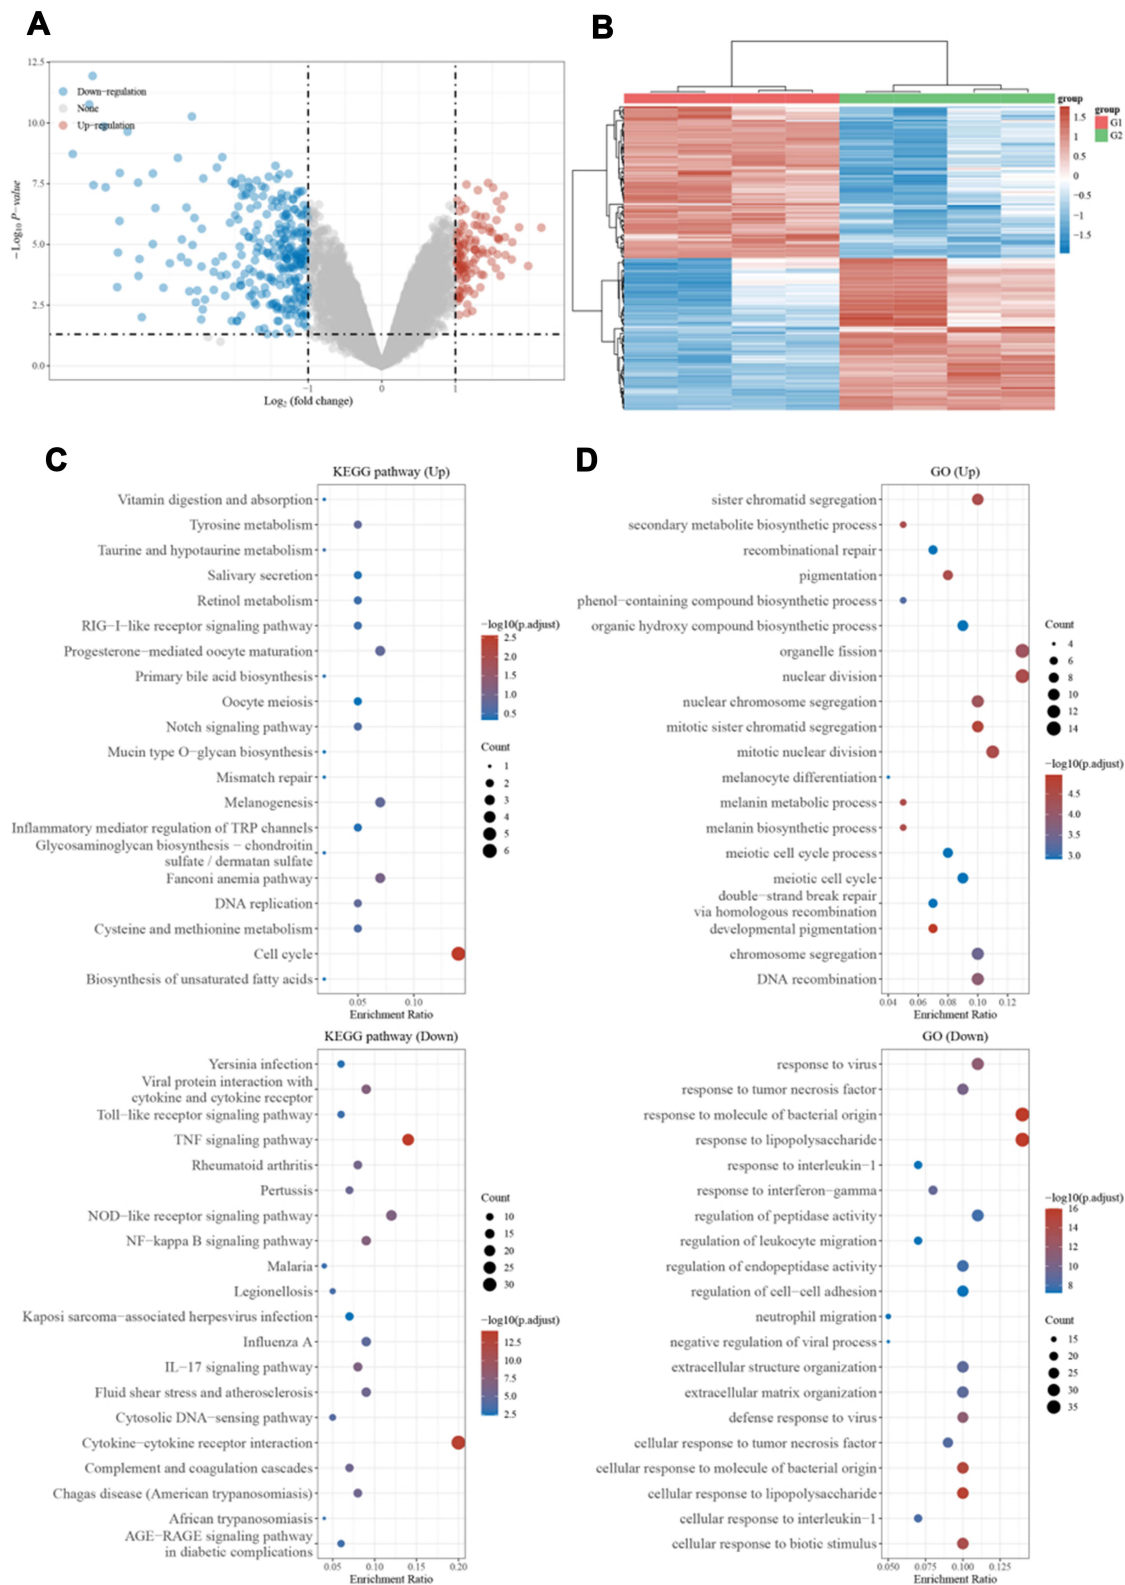 A
12.5
10.0
7.5
5.0
2.5
0.0
−Log10 P−value
Down−regulation
None
Up−regulation
−1
0
1
Log2 (fold change)
B
group
1.5
1
0.5
0
−0.5
−1
−1.5
group
G1
G2
C
KEGG pathway (Up)
Vitamin digestion and absorption
Tyrosine metabolism
Taurine and hypotaurine metabolism
Salivary secretion
Retinol metabolism
RIG−I−like receptor signaling pathway
Progesterone−mediated oocyte maturation
Primary bile acid biosynthesis
Oocyte meiosis
Notch signaling pathway
Mucin type O−glycan biosynthesis
Mismatch repair
Melanogenesis
Inflammatory mediator regulation of TRP channels
Glycosaminoglycan biosynthesis − chondroitin
sulfate / dermatan sulfate
Fanconi anemia pathway
DNA replication
Cysteine and methionine metabolism
Cell cycle
Biosynthesis of unsaturated fatty acids
0.05
0.10
Enrichment Ratio
−log10(p.adjust)
2.5
2.0
1.5
1.0
0.5
Count
1
2
3
4
5
6
D
GO (Up)
sister chromatid segregation
secondary metabolite biosynthetic process
recombinational repair
pigmentation
phenol−containing compound biosynthetic process
organic hydroxy compound biosynthetic process
organelle fission
nuclear division
nuclear chromosome segregation
mitotic sister chromatid segregation
mitotic nuclear division
melanocyte differentiation
melanin metabolic process
melanin biosynthetic process
meiotic cell cycle process
meiotic cell cycle
double−strand break repair
via homologous recombination
developmental pigmentation
chromosome segregation
DNA recombination
0.04
0.06
0.08
0.10
0.12
Enrichment Ratio
Count
4
6
8
10
12
14
−log10(p.adjust)
4.5
4.0
3.5
3.0
KEGG pathway (Down)
Yersinia infection
Viral protein interaction with
cytokine and cytokine receptor
Toll−like receptor signaling pathway
TNF signaling pathway
Rheumatoid arthritis
Pertussis
NOD−like receptor signaling pathway
NF−kappa B signaling pathway
Malaria
Legionellosis
Kaposi sarcoma−associated herpesvirus infection
Influenza A
IL−17 signaling pathway
Fluid shear stress and atherosclerosis
Cytosolic DNA−sensing pathway
Cytokine−cytokine receptor interaction
Complement and coagulation cascades
Chagas disease (American trypanosomiasis)
African trypanosomiasis
AGE−RAGE signaling pathway
in diabetic complications
0.05
0.10
0.15
0.20
Enrichment Ratio
Count
10
15
20
25
30
−log10(p.adjust)
12.5
10.0
7.5
5.0
2.5
GO (Down)
response to virus
response to tumor necrosis factor
response to molecule of bacterial origin
response to lipopolysaccharide
response to interleukin−1
response to interferon−gamma
regulation of peptidase activity
regulation of leukocyte migration
regulation of endopeptidase activity
regulation of cell−cell adhesion
neutrophil migration
negative regulation of viral process
extracellular structure organization
extracellular matrix organization
defense response to virus
cellular response to tumor necrosis factor
cellular response to molecule of bacterial origin
cellular response to lipopolysaccharide
cellular response to interleukin−1
cellular response to biotic stimulus
0.050
0.075
0.100
0.125
Enrichment Ratio
−log10(p.adjust)
16
14
12
10
8
Count
15
20
25
30
35